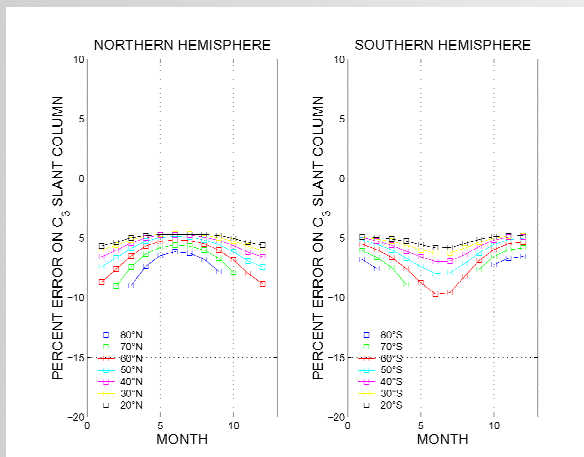 NORTHERN HEMISPHERE
PERCENT ERROR ON C3 SLANT COLUMN
10
5
0
−5
−10
−15
−20
80°N
70°N
60°N
50°N
40°N
30°N
20°N
0
5
10
MONTH
SOUTHERN HEMISPHERE
PERCENT ERROR ON C3 SLANT COLUMN
10
5
0
5
−10
−15
−20
80°S
70°S
60°S
50°S
40°S
30°S
20°S
0
5
10
MONTH